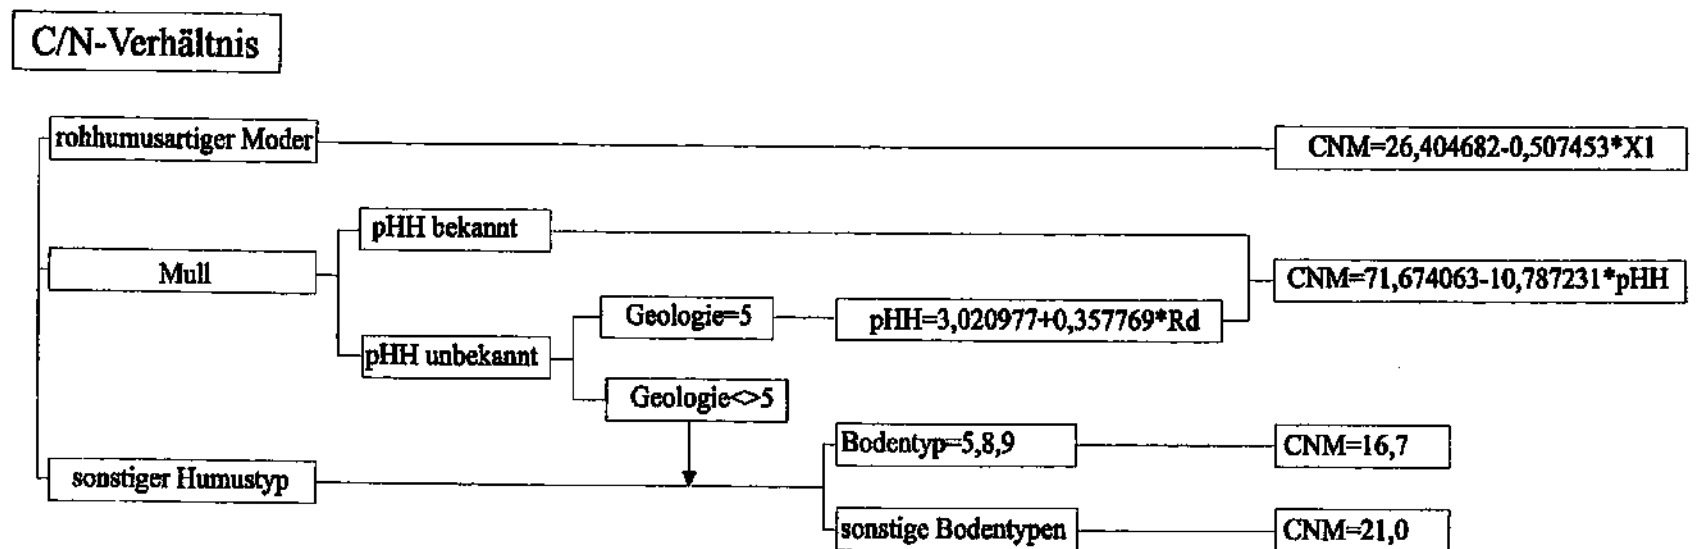 C/N-Verhältnis
rohhumusartiger Moder
CNM=26,404682-0,507453*X1
pHH bekannt
Mull
CNM=71,674063-10,787231*pHH
Geologie=5
pHH=3,020977+0,357769*Rd
pHH unbekannt
Geologie<>5
Bodentyp=5,8,9
CNM=16,7
sonstiger Humustyp
sonstige Bodentypen
CNM=21,0